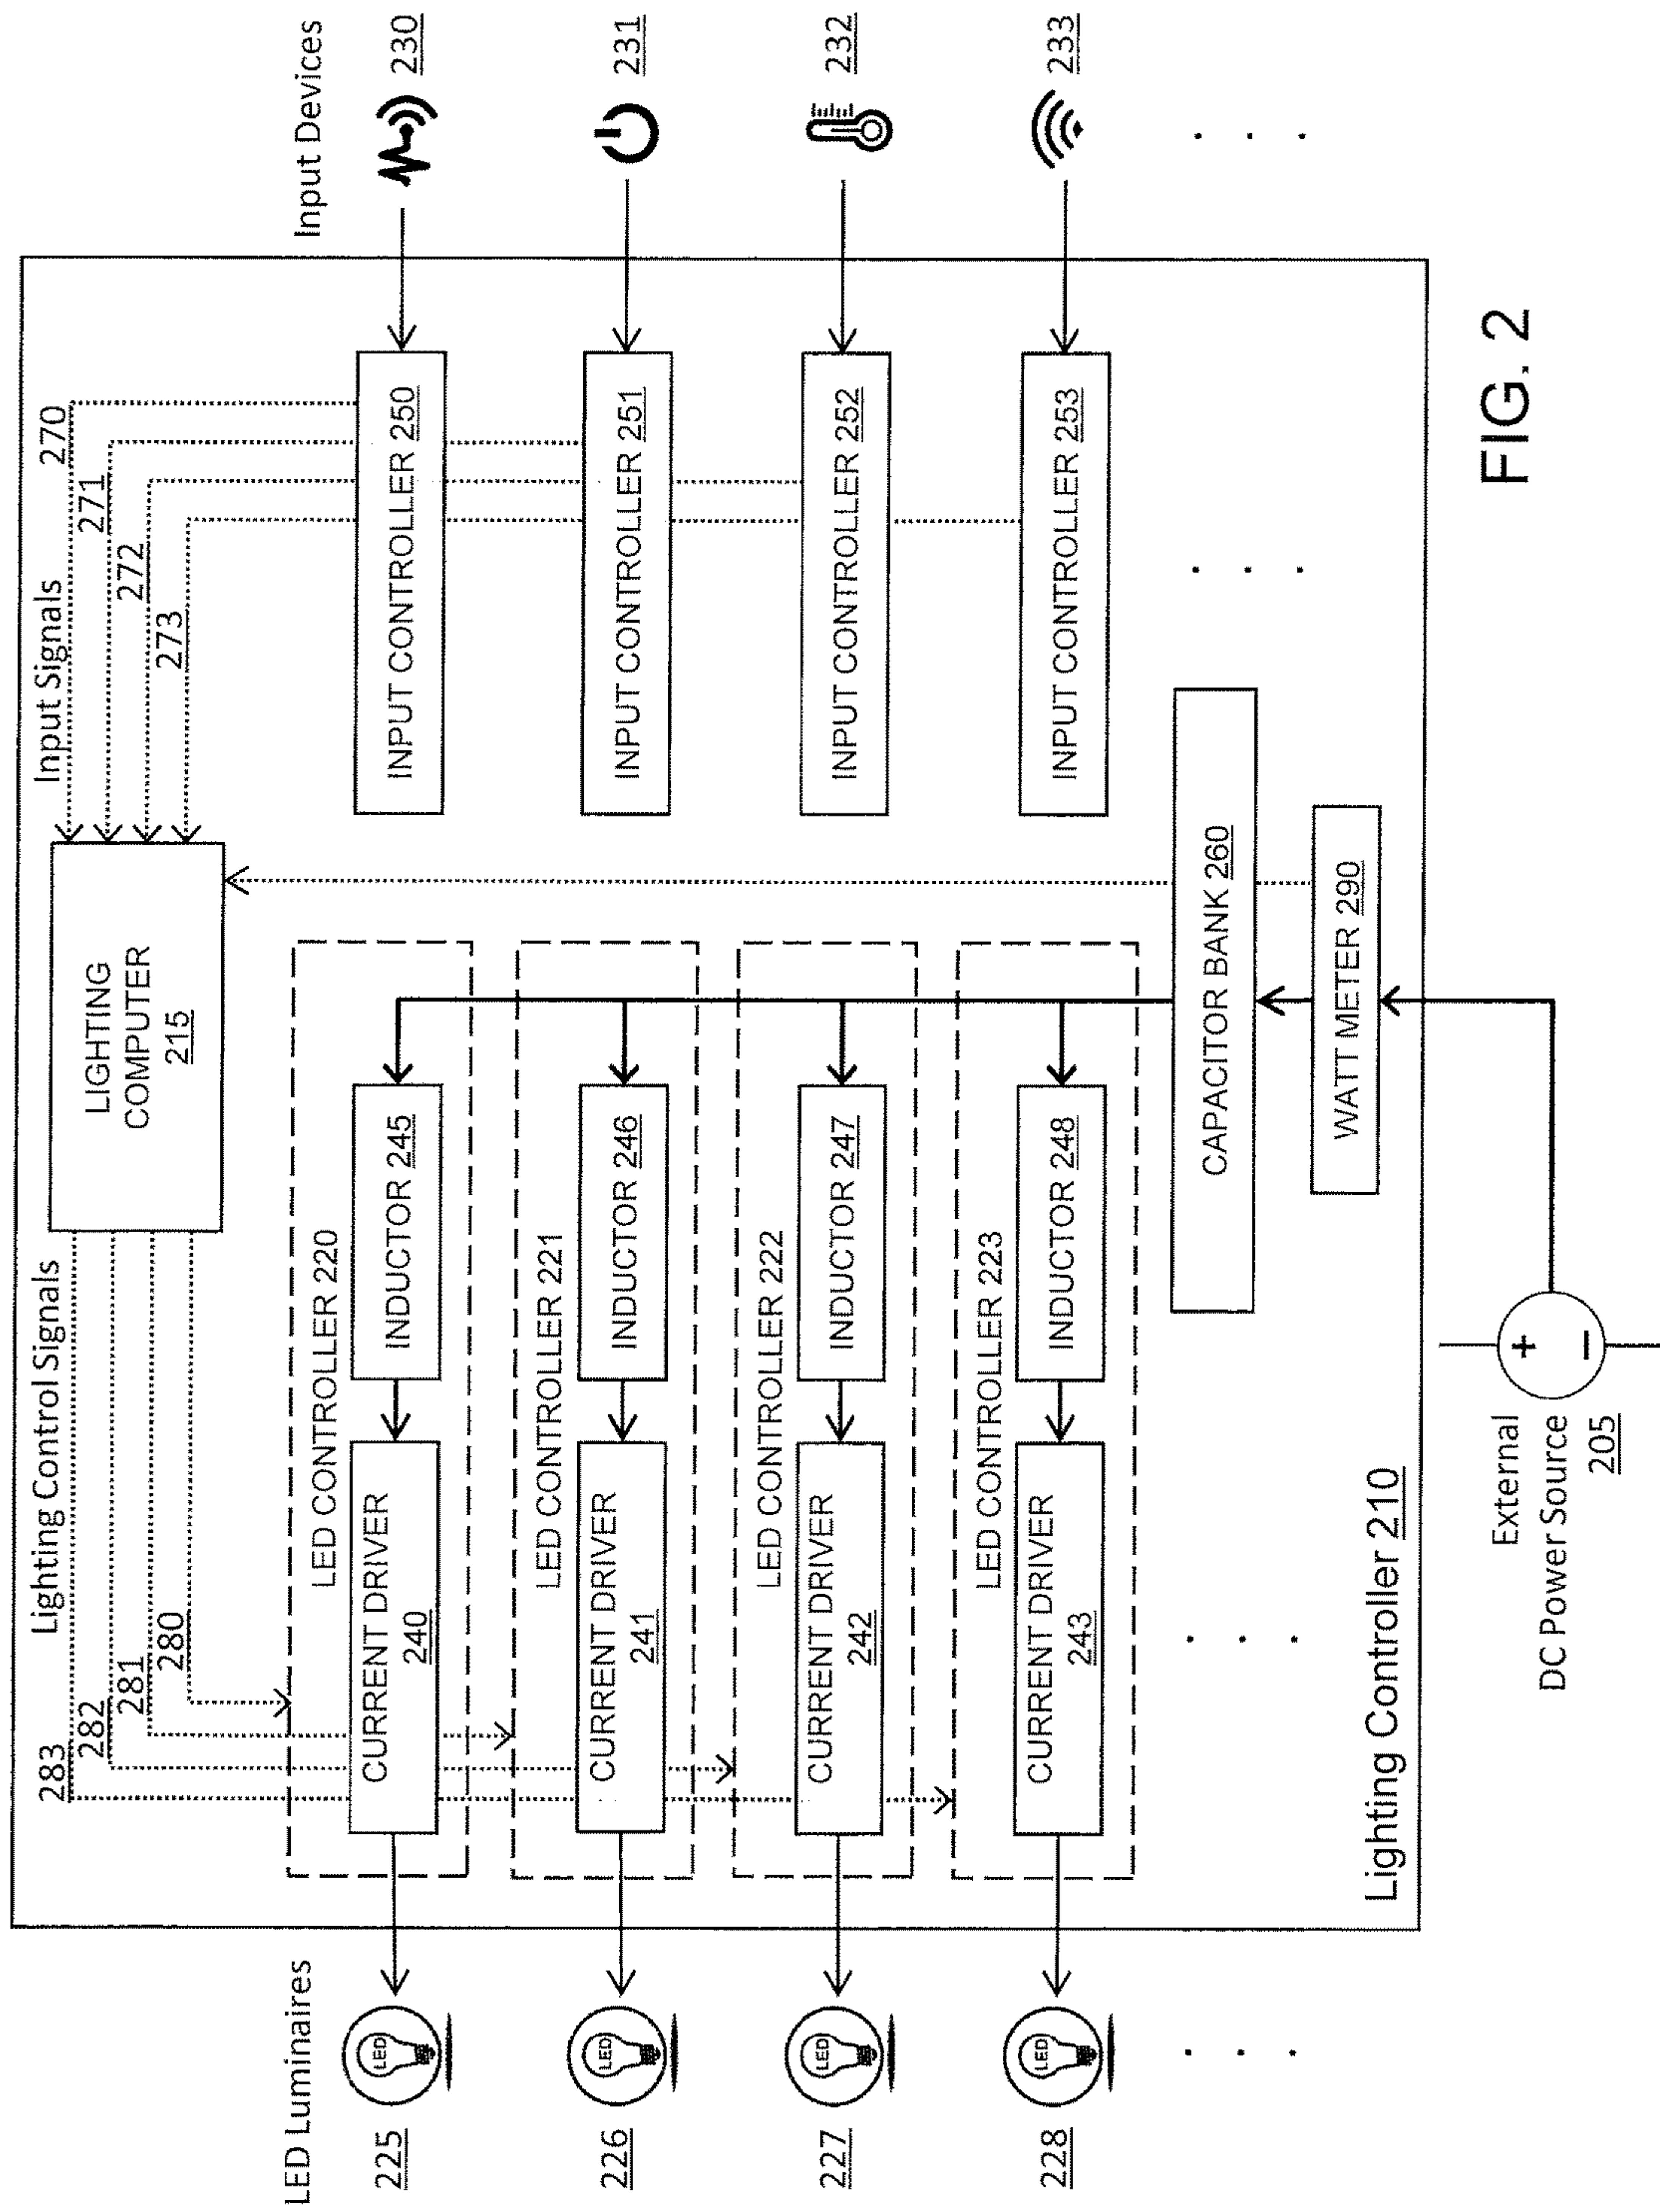 Lighting Control Signals
Input Signals
283
282
281
280
270
271
272
273
LIGHTING
COMPUTER
215
LED Luminaires
Input Devices
225
LED
LED CONTROLLER 220
CURRENT DRIVER
240
INDUCTOR 245
INPUT CONTROLLER 250
230
226
LED
LED CONTROLLER 221
CURRENT DRIVER
241
INDUCTOR 246
INPUT CONTROLLER 251
231
227
LED
LED CONTROLLER 222
CURRENT DRIVER
242
INDUCTOR 247
INPUT CONTROLLER 252
232
228
LED
LED CONTROLLER 223
CURRENT DRIVER
243
INDUCTOR 248
INPUT CONTROLLER 253
233
. . .
. . .
. . .
. . .
CAPACITOR BANK 260
WATT METER 290
Lighting Controller 210
External
DC Power Source
205
+
−
FIG. 2